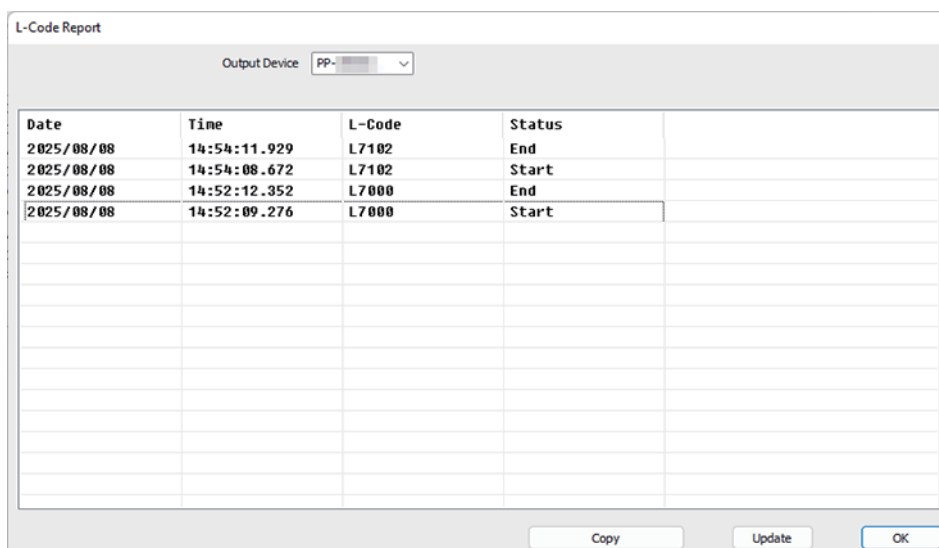 L-Code Report
Output Device PP-
Date Time L-Code Status
2025/08/08 14:54:11.929 L7102 End
2025/08/08 14:54:08.672 L7102 Start
2025/08/08 14:52:12.352 L7000 End
2025/08/08 14:52:09.276 L7000 Start
Copy Update OK